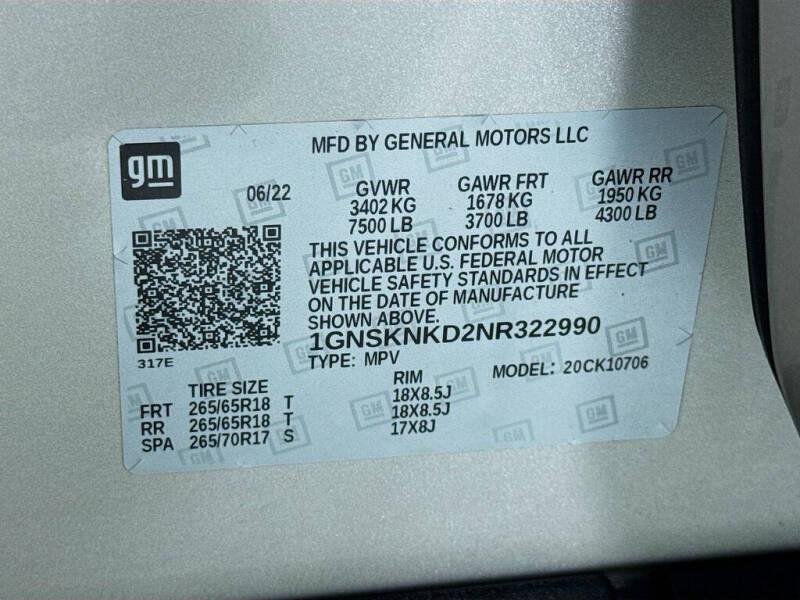 gm
MFD BY GENERAL MOTORS LLC
06/22
GVWR GAWR FRT GAWR RR
3402 KG 1678 KG 1950 KG
7500 LB 3700 LB 4300 LB
THIS VEHICLE CONFORMS TO ALL
APPLICABLE U.S. FEDERAL MOTOR
VEHICLE SAFETY STANDARDS IN EFFECT
ON THE DATE OF MANUFACTURE
SHOWN ABOVE.
1GNSKNKD2NR322990
317E
TYPE: MPV MODEL: 20CK10706
TIRE SIZE RIM
FRT 265/65R18 T 18X8.5J
RR 265/65R18 T 18X8.5J
SPA 265/70R17 S 17X8J